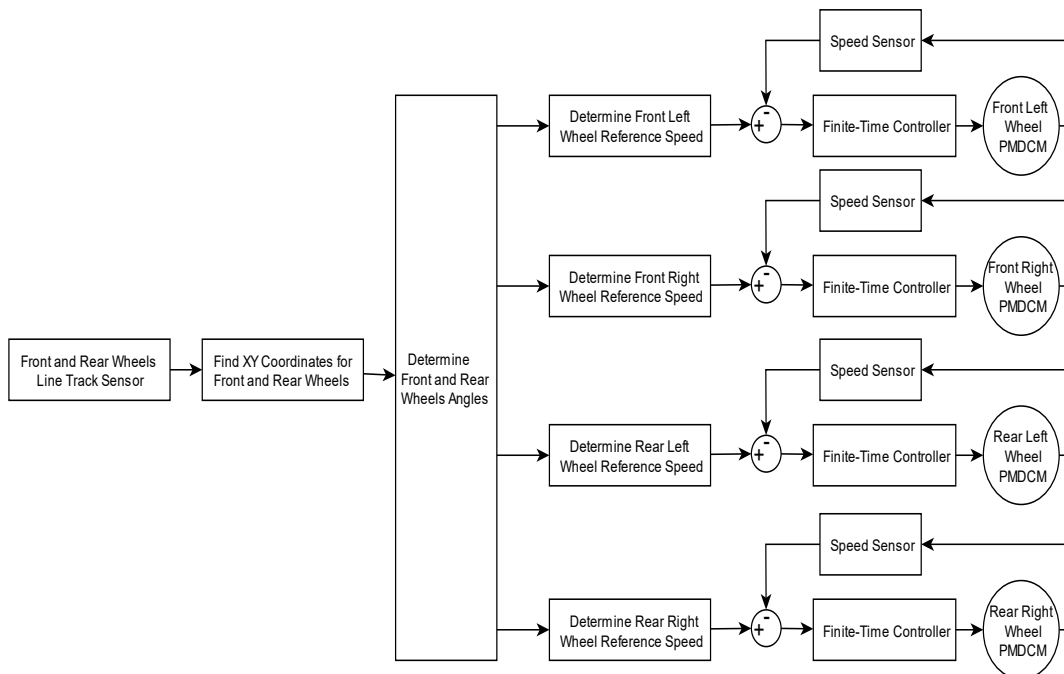 Front and Rear Wheels
Line Track Sensor
Find XY Coordinates for
Front and Rear Wheels
Determine
Front and Rear
Wheels Angles
Speed Sensor
Determine Front Left
Wheel Reference Speed
+
-
Finite-Time Controller
Front Left
Wheel
PMDCM
Speed Sensor
Determine Front Right
Wheel Reference Speed
+
-
Finite-Time Controller
Front Right
Wheel
PMDCM
Speed Sensor
Determine Rear Left
Wheel Reference Speed
+
-
Finite-Time Controller
Rear Left
Wheel
PMDCM
Speed Sensor
Determine Rear Right
Wheel Reference Speed
+
-
Finite-Time Controller
Rear Right
Wheel
PMDCM